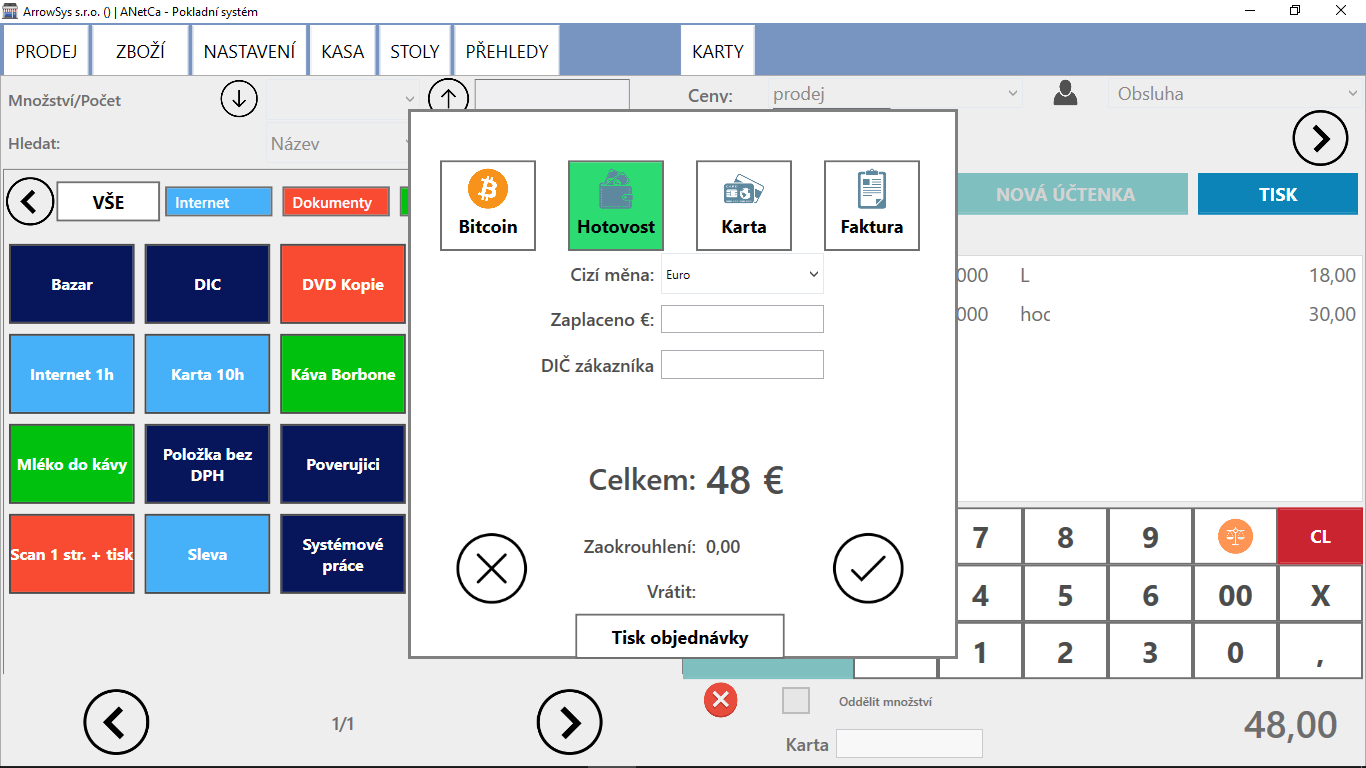 ArrowSys s.r.o. () | ANetCa - Pokladní systém
PRODEJ ZBOŽÍ NASTAVENÍ KASA STOLY PŘEHLEDY KARTY
Množství/Počet Ceny: prodej Obsluha
Hledat: Název
VŠE Internet Dokumenty NOVÁ ÚČTENKA TISK
Bitcoin Hotovost Karta Faktura
Cizí měna: Euro
Zaplaceno €:
DIČ zákazníka
Celkem: 48 €
Zaokrouhlení: 0,00
Vrátit:
Tisk objednávky
Bazar DIC DVD Kopie
Internet 1h Karta 10h Káva Borbone
Mléko do kávy Položka bez DPH Poverujici
Scan 1 str. + tisk Sleva Systémové práce
000 L 18,00
000 hod 30,00
7 8 9 CL
4 5 6 00 X
1 2 3 0 ,
1/1
Oddělit množství
Karta
48,00